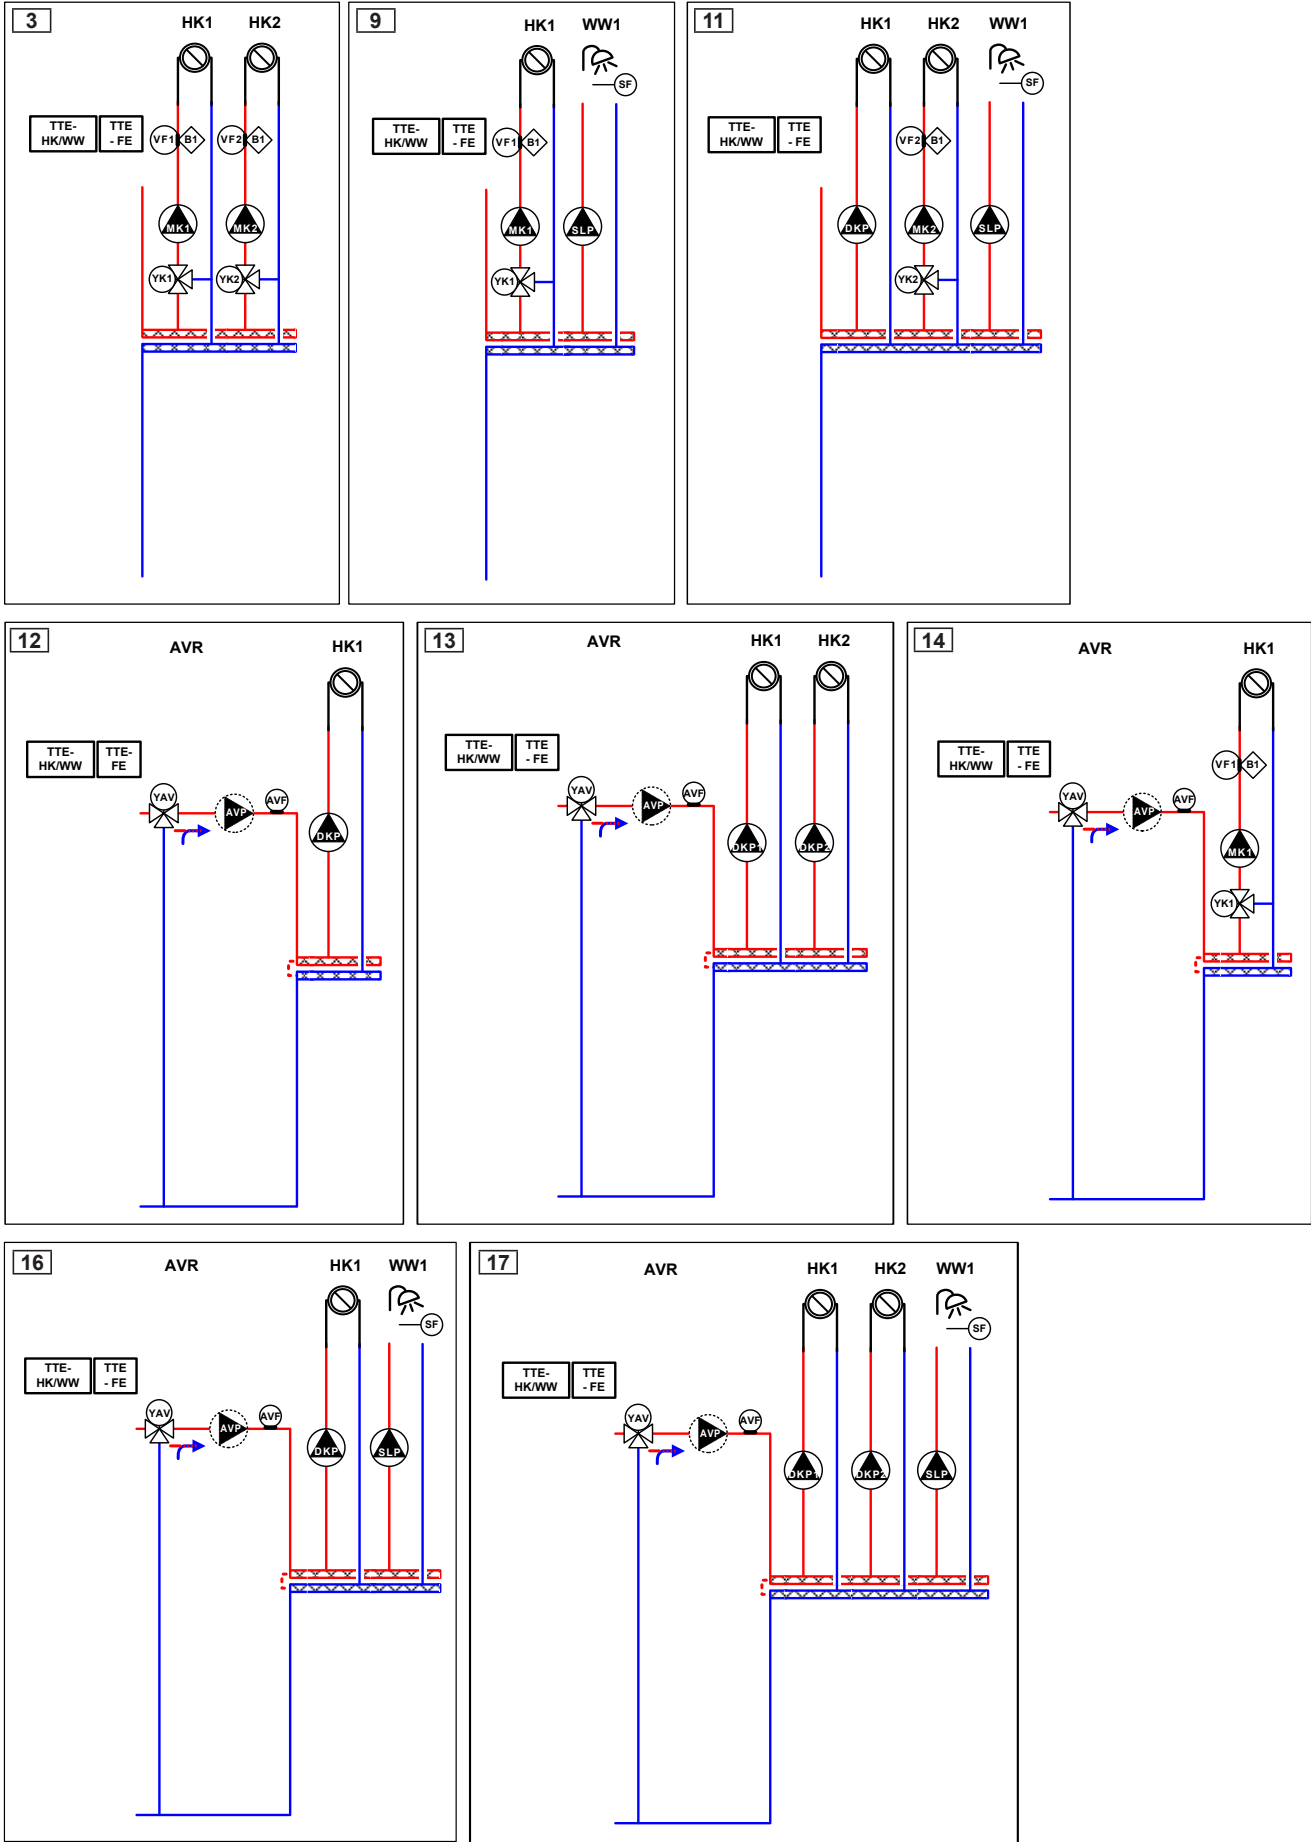 3
HK1 HK2
TTE- HK/WW
TTE - FE
VF1 B1 VF2 B1
MK1 MK2
YK1 YK2
9
HK1 WW1
SF
TTE- HK/WW
TTE - FE
VF1 B1
MK1 SLP
YK1
11
HK1 HK2 WW1
SF
TTE- HK/WW
TTE - FE
VF2 B1
DKP MK2 SLP
YK2
12
AVR HK1
TTE- HK/WW
TTE- FE
YAV AVP AVF
DKP
13
AVR HK1 HK2
TTE- HK/WW
TTE - FE
YAV AVP AVF
DKP1 DKP2
14
AVR HK1
TTE- HK/WW
TTE - FE
VF1 B1
YAV AVP AVF
MK1
YK1
16
AVR HK1 WW1
SF
TTE- HK/WW
TTE - FE
YAV AVP AVF
DKP SLP
17
AVR HK1 HK2 WW1
SF
TTE- HK/WW
TTE - FE
YAV AVP AVF
DKP1 DKP2 SLP